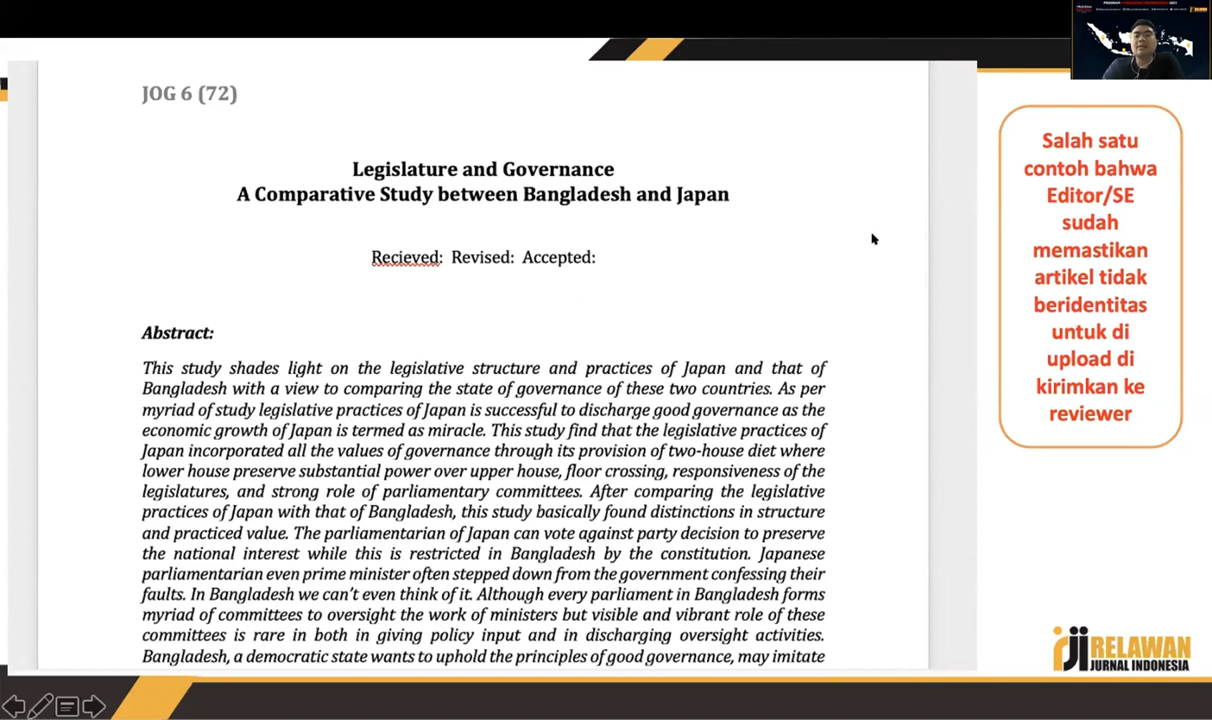 JOG 6 (72)
Legislature and Governance
A Comparative Study between Bangladesh and Japan
Recieved: Revised: Accepted:
Abstract:
This study shades light on the legislative structure and practices of Japan and that of
Bangladesh with a view to comparing the state of governance of these two countries. As per
myriad of study legislative practices of Japan is successful to discharge good governance as the
economic growth of Japan is termed as miracle. This study find that the legislative practices of
Japan incorporated all the values of governance through its provision of two-house diet where
lower house preserve substantial power over upper house, floor crossing, responsiveness of the
legislatures, and strong role of parliamentary committees. After comparing the legislative
practices of Japan with that of Bangladesh, this study basically found distinctions in structure
and practiced value. The parliamentarian of Japan can vote against party decision to preserve
the national interest while this is restricted in Bangladesh by the constitution. Japanese
parliamentarian even prime minister often stepped down from the government confessing their
faults. In Bangladesh we can't even think of it. Although every parliament in Bangladesh forms
myriad of committees to oversight the work of ministers but visible and vibrant role of these
committees is rare in both in giving policy input and in discharging oversight activities.
Bangladesh, a democratic state wants to uphold the principles of good governance, may imitate
Salah satu
contoh bahwa
Editor/SE
sudah
memastikan
artikel tidak
beridentitas
untuk di
upload di
kirimkan ke
reviewer
RELAWAN
JURNAL INDONESIA